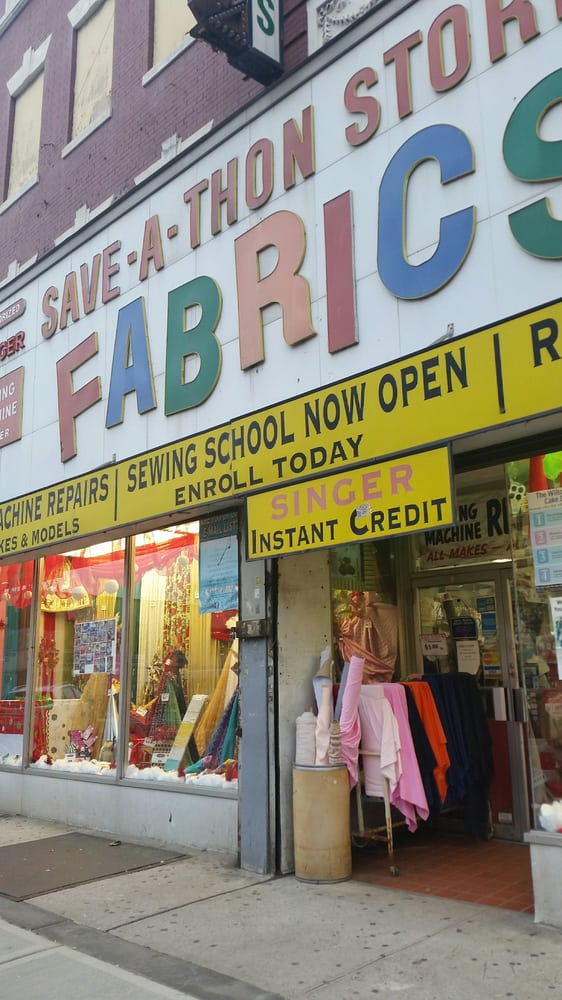 S
SAVE-A-THON STOR
FABRICS
MACHINE REPAIRS | SEWING SCHOOL NOW OPEN | R
KES & MODELS
ENROLL TODAY
SINGER
INSTANT CREDIT
MACHINE RE
ALL MAKES